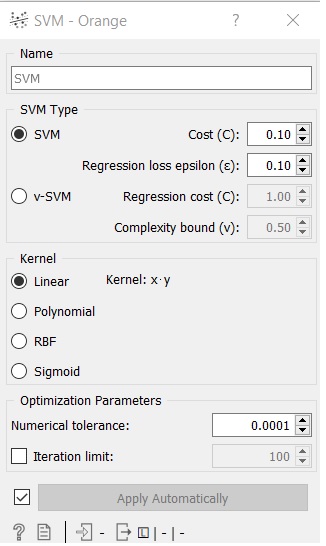 SVM - Orange ? ×
Name
SVM
SVM Type
SVM Cost (C): 0.10
Regression loss epsilon (ε): 0.10
ν-SVM Regression cost (C): 1.00
Complexity bound (ν): 0.50
Kernel
Linear Kernel: x·y
Polynomial
RBF
Sigmoid
Optimization Parameters
Numerical tolerance: 0.0001
Iteration limit: 100
Apply Automatically
? - | - | -